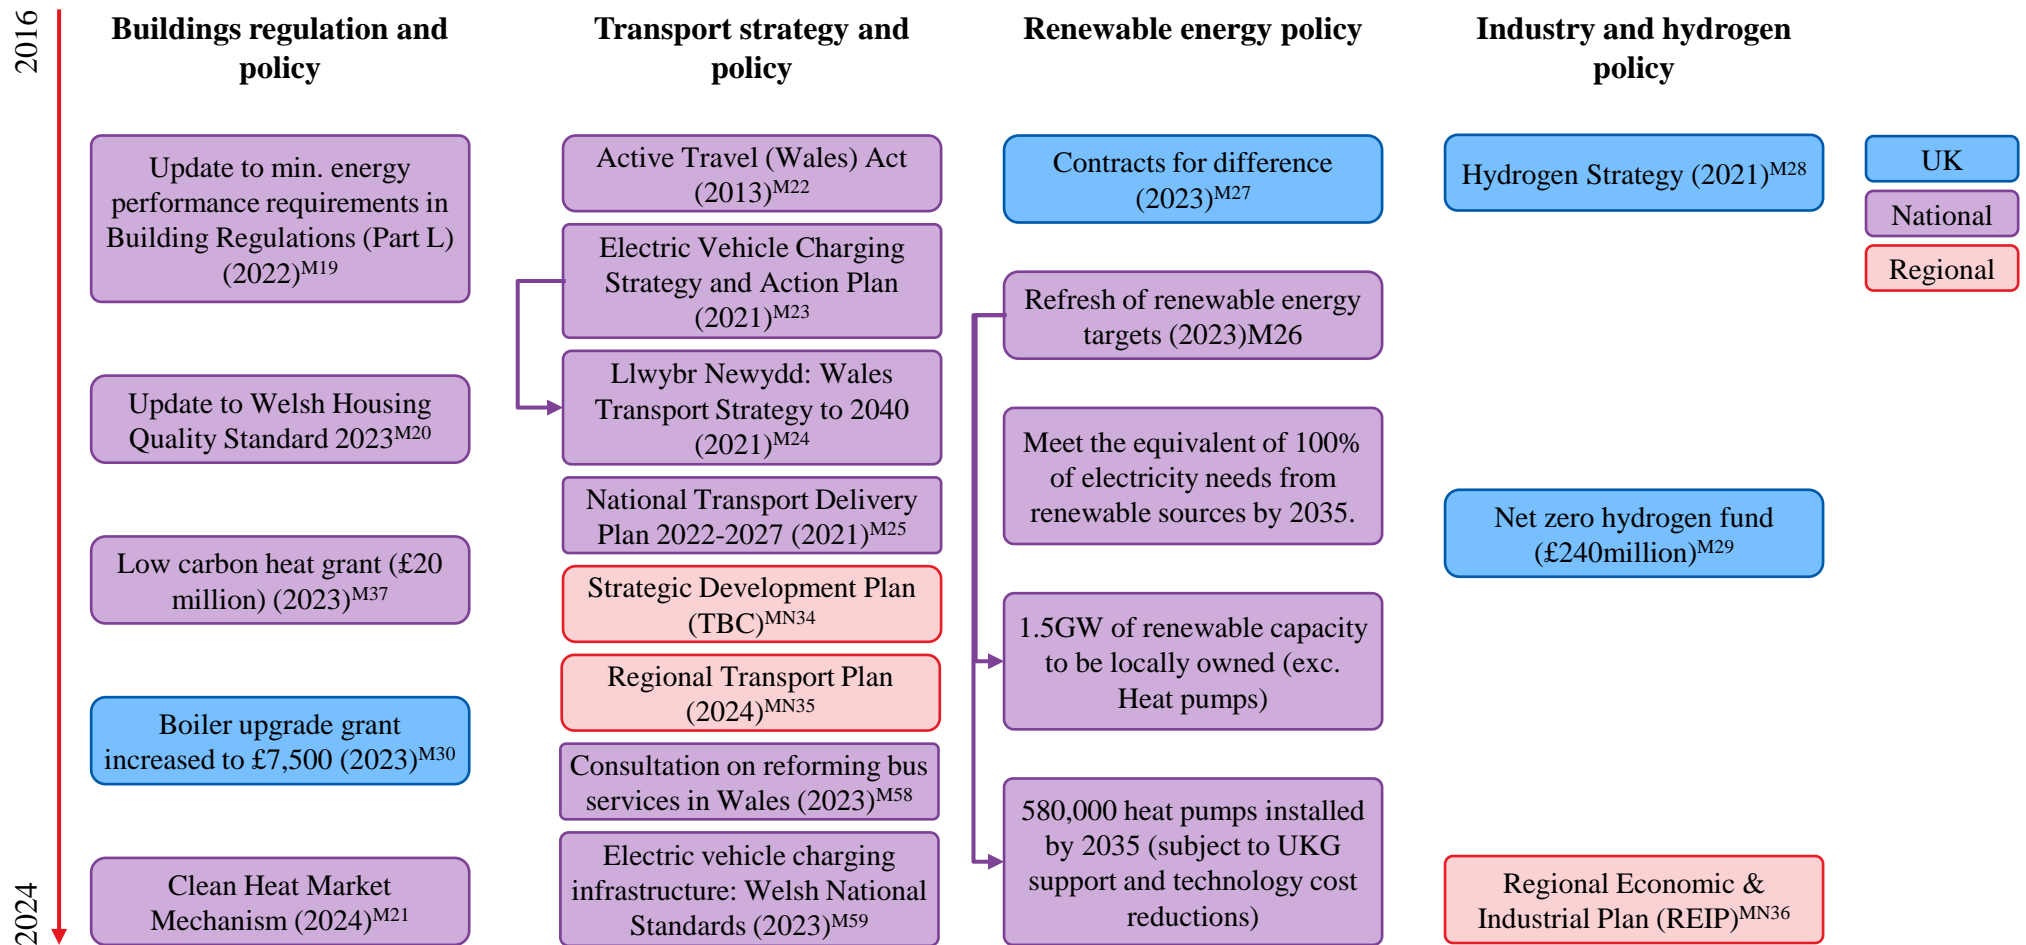 2016
2024
Buildings regulation and
policy
Update to min. energy
performance requirements in
Building Regulations (Part L)
(2022)M19
Update to Welsh Housing
Quality Standard 2023M20
Low carbon heat grant (£20
million) (2023)M37
Boiler upgrade grant
increased to £7,500 (2023)M30
Clean Heat Market
Mechanism (2024)M21
Transport strategy and
policy
Active Travel (Wales) Act
(2013)M22
Electric Vehicle Charging
Strategy and Action Plan
(2021)M23
Llwybr Newydd: Wales
Transport Strategy to 2040
(2021)M24
National Transport Delivery
Plan 2022-2027 (2021)M25
Strategic Development Plan
(TBC)MN34
Regional Transport Plan
(2024)MN35
Consultation on reforming bus
services in Wales (2023)M58
Electric vehicle charging
infrastructure: Welsh National
Standards (2023)M59
Renewable energy policy
Contracts for difference
(2023)M27
Refresh of renewable energy
targets (2023)M26
Meet the equivalent of 100%
of electricity needs from
renewable sources by 2035.
1.5GW of renewable capacity
to be locally owned (exc.
Heat pumps)
580,000 heat pumps installed
by 2035 (subject to UKG
support and technology cost
reductions)
Industry and hydrogen
policy
Hydrogen Strategy (2021)M28
Net zero hydrogen fund
(£240million)M29
Regional Economic &
Industrial Plan (REIP)MN36
UK
National
Regional